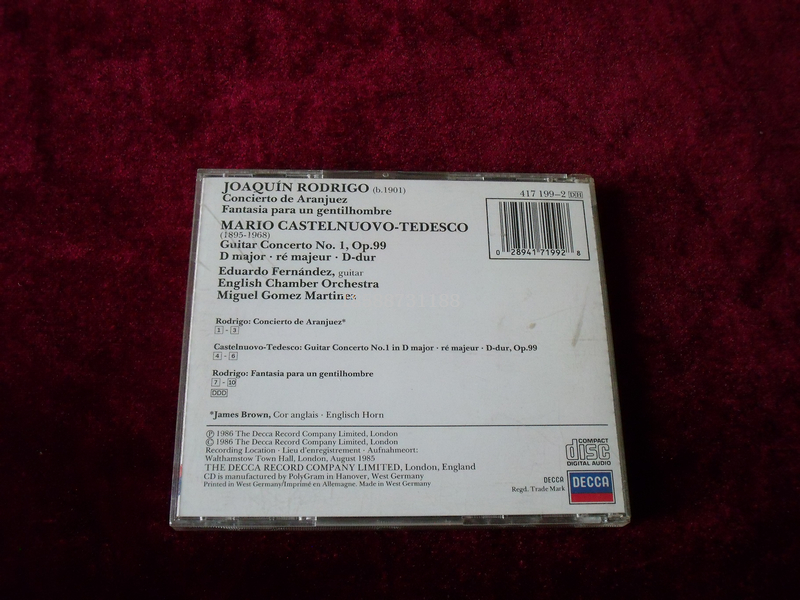 JOAQUÍN RODRIGO (b.1901)
Concierto de Aranjuez
Fantasia para un gentilhombre
MARIO CASTELNUOVO-TEDESCO
(1895-1968)
Guitar Concerto No. 1, Op.99
D major · ré majeur · D-dur
Eduardo Fernández, guitar
English Chamber Orchestra
Miguel Gomez Martinez
417 199-2 DH
0 28941 71992 8
Rodrigo: Concierto de Aranjuez*
1 - 3
Castelnuovo-Tedesco: Guitar Concerto No.1 in D major · ré majeur · D-dur, Op.99
4 - 6
Rodrigo: Fantasia para un gentilhombre
7 - 10
DDD
*James Brown, Cor anglais · Englisch Horn
℗ 1986 The Decca Record Company Limited, London
© 1986 The Decca Record Company Limited, London
Recording Location · Lieu d'enregistrement · Aufnahmeort:
Walthamstow Town Hall, London, August 1985
THE DECCA RECORD COMPANY LIMITED, London, England
CD is manufactured by PolyGram in Hanover, West Germany
Printed in West Germany/Imprimé en Allemagne. Made in West Germany
COMPACT
disc
DIGITAL AUDIO
DECCA
Regd. Trade Mark
DECCA